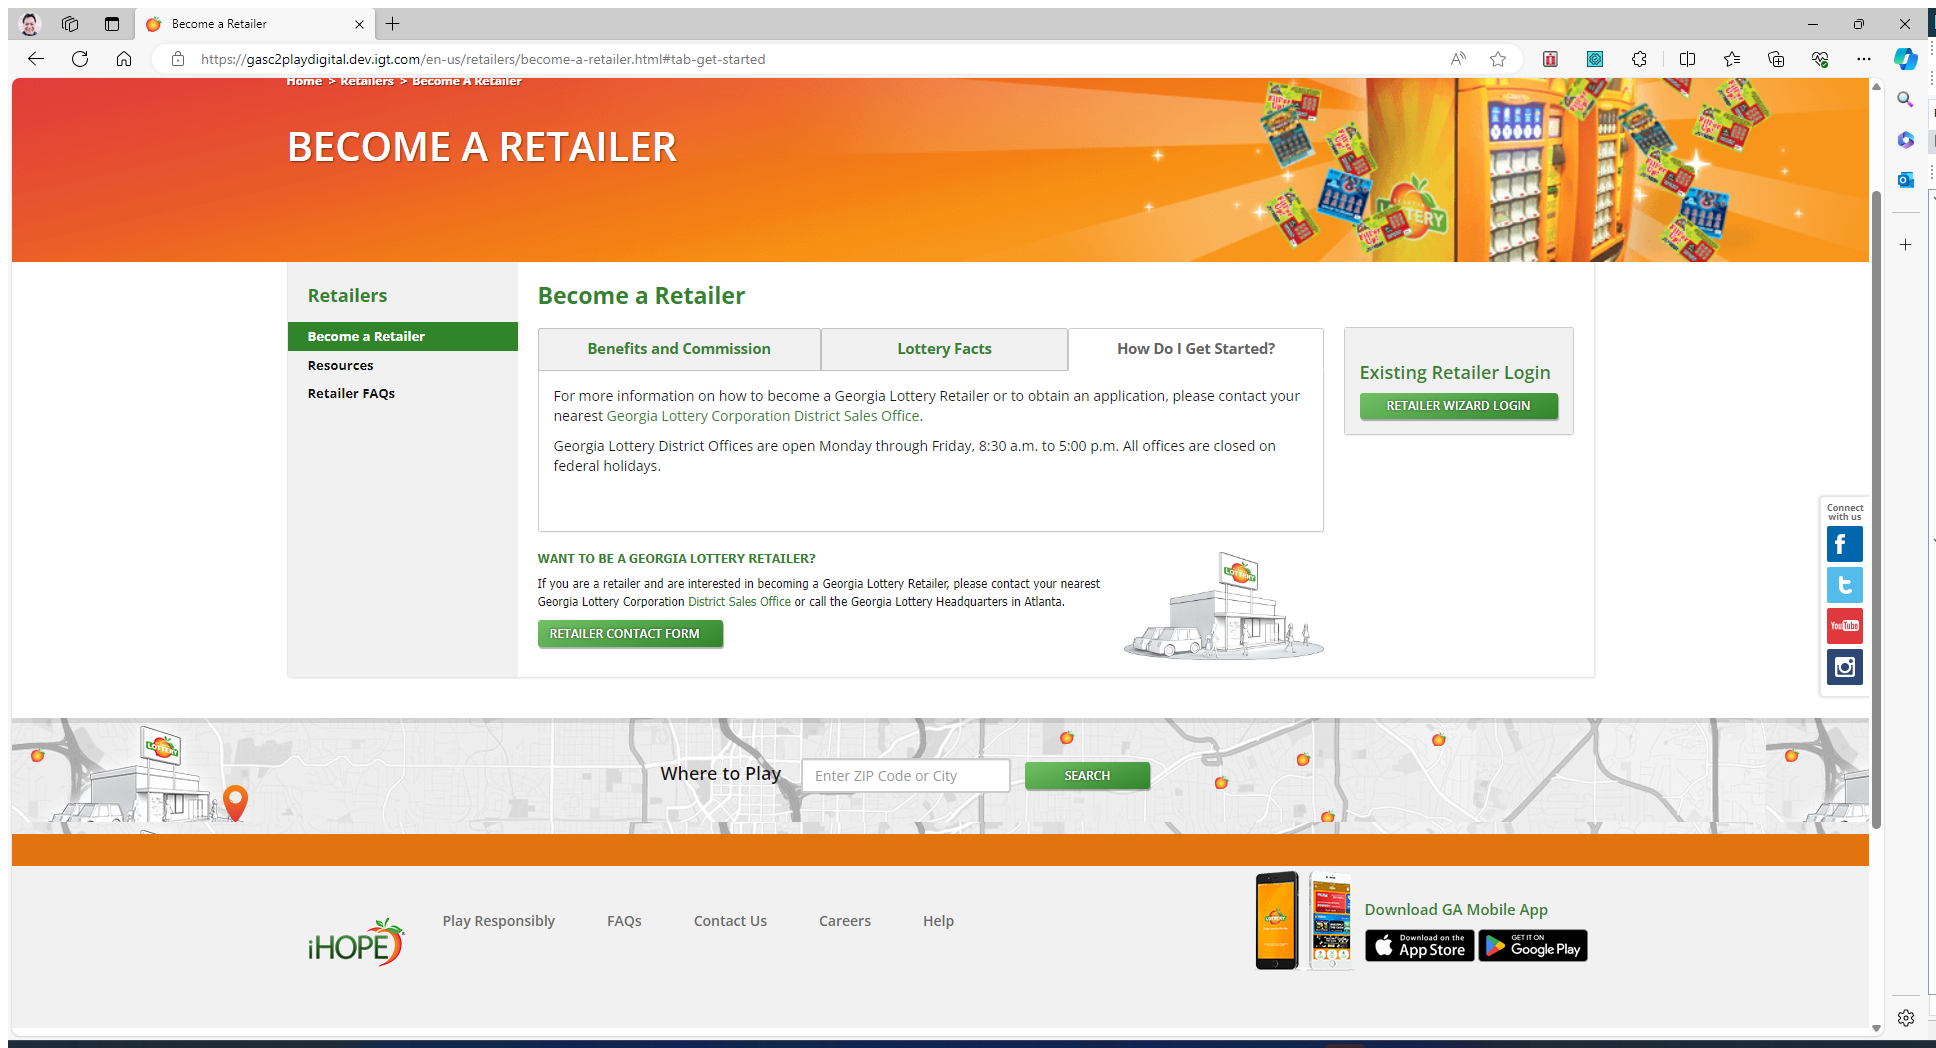 Become a Retailer
https://gasc2playdigital.dev.igt.com/en-us/retailers/become-a-retailer.html#tab-get-started
Home > Retailers > Become A Retailer
BECOME A RETAILER
LOTTERY
Retailers
Become a Retailer
Resources
Retailer FAQs
Become a Retailer
Benefits and Commission
Lottery Facts
How Do I Get Started?
For more information on how to become a Georgia Lottery Retailer or to obtain an application, please contact your
nearest Georgia Lottery Corporation District Sales Office.
Georgia Lottery District Offices are open Monday through Friday, 8:30 a.m. to 5:00 p.m. All offices are closed on
federal holidays.
Existing Retailer Login
RETAILER WIZARD LOGIN
WANT TO BE A GEORGIA LOTTERY RETAILER?
If you are a retailer and are interested in becoming a Georgia Lottery Retailer, please contact your nearest
Georgia Lottery Corporation District Sales Office or call the Georgia Lottery Headquarters in Atlanta.
RETAILER CONTACT FORM
LOTTERY
Connect
with us
You Tube
LOTTERY
Where to Play
Enter ZIP Code or City
SEARCH
iHOPE
Play Responsibly
FAQs
Contact Us
Careers
Help
Download GA Mobile App
Download on the
App Store
GET IT ON
Google Play